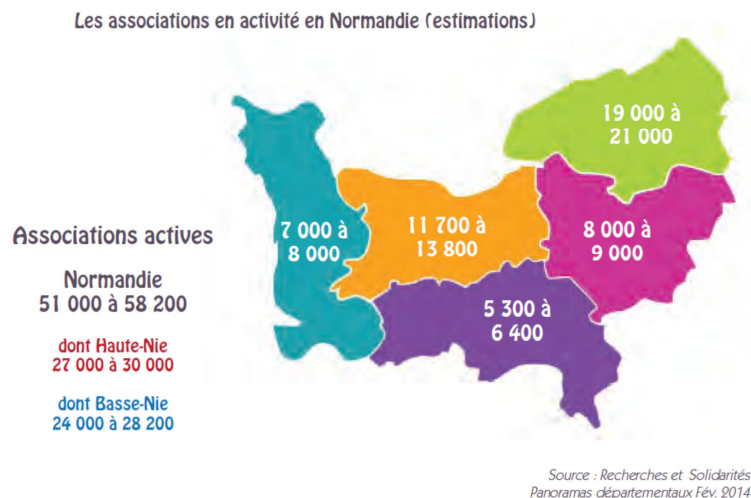 Les associations en activité en Normandie (estimations)
19 000 à
21 000
7 000 à
8 000
11 700 à
13 800
8 000 à
9 000
5 300 à
6 400
Associations actives
Normandie
51 000 à 58 200
dont Haute-Nie
27 000 à 30 000
dont Basse-Nie
24 000 à 28 200
Source : Recherches et Solidarités
Panoramas départementaux Fév. 2014